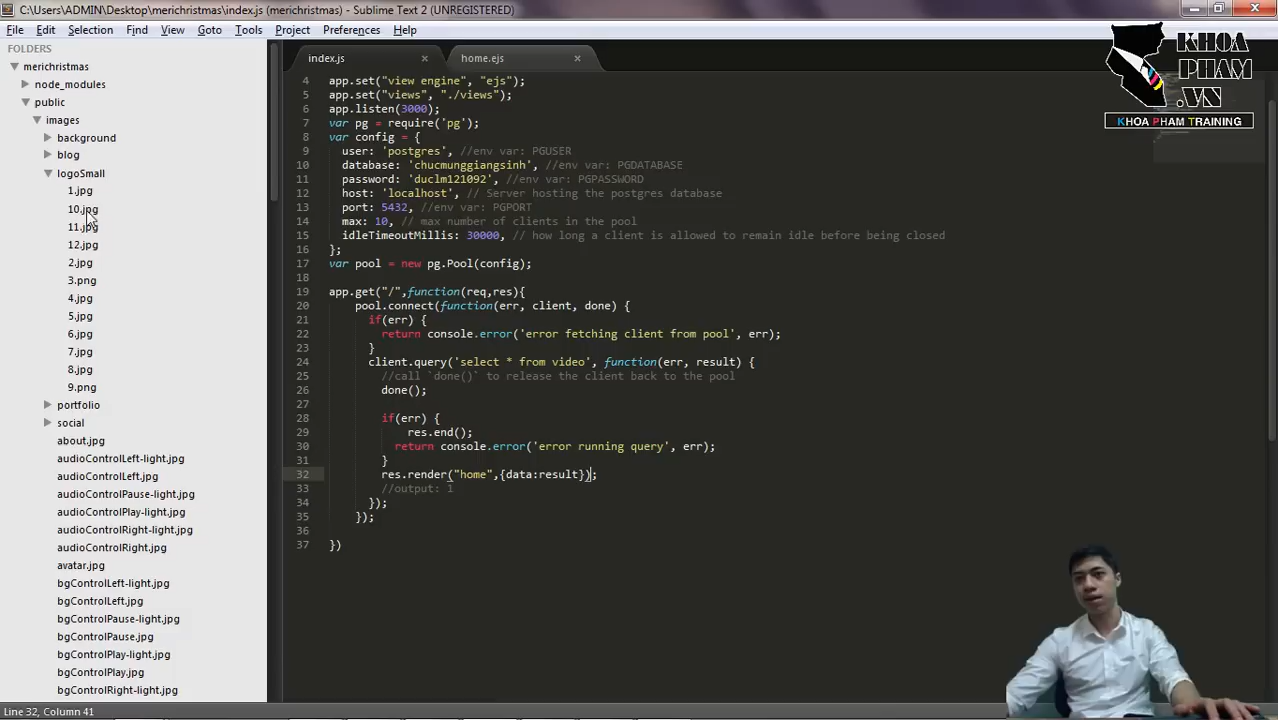 C:\Users\ADMIN\Desktop\merichristmas\index.js (merichristmas) - Sublime Text 2 (UNREGISTERED)
File Edit Selection Find View Goto Tools Project Preferences Help
KHOA
PHAM
.VN
KHOA PHAM TRAINING
FOLDERS
merichristmas
node_modules
public
images
background
blog
logoSmall
1.jpg
10.jpg
11.jpg
12.jpg
2.jpg
3.png
4.jpg
5.jpg
6.jpg
7.jpg
8.jpg
9.png
portfolio
social
about.jpg
audioControlLeft-light.jpg
audioControlLeft.jpg
audioControlPause-light.jpg
audioControlPlay-light.jpg
audioControlRight-light.jpg
audioControlRight.jpg
avatar.jpg
bgControlLeft-light.jpg
bgControlLeft.jpg
bgControlPause-light.jpg
bgControlPause.jpg
bgControlPlay-light.jpg
bgControlPlay.jpg
bgControlRight-light.jpg
index.js home.ejs
4 app.set("view engine", "ejs");
5 app.set("views", "./views");
6 app.listen(3000);
7 var pg = require('pg');
8 var config = {
9 user: 'postgres', //env var: PGUSER
10 database: 'chucmunggiangsinh', //env var: PGDATABASE
11 password: 'duclm121092', //env var: PGPASSWORD
12 host: 'localhost', // Server hosting the postgres database
13 port: 5432, //env var: PGPORT
14 max: 10, // max number of clients in the pool
15 idleTimeoutMillis: 30000, // how long a client is allowed to remain idle before being closed
16 };
17 var pool = new pg.Pool(config);
18
19 app.get("/",function(req,res){
20 pool.connect(function(err, client, done) {
21 if(err) {
22 return console.error('error fetching client from pool', err);
23 }
24 client.query('select * from video', function(err, result) {
25 //call `done()` to release the client back to the pool
26 done();
27
28 if(err) {
29 res.end();
30 return console.error('error running query', err);
31 }
32 res.render("home",{data:result});
33 //output: 1
34 });
35 });
36
37 })
Line 32, Column 41